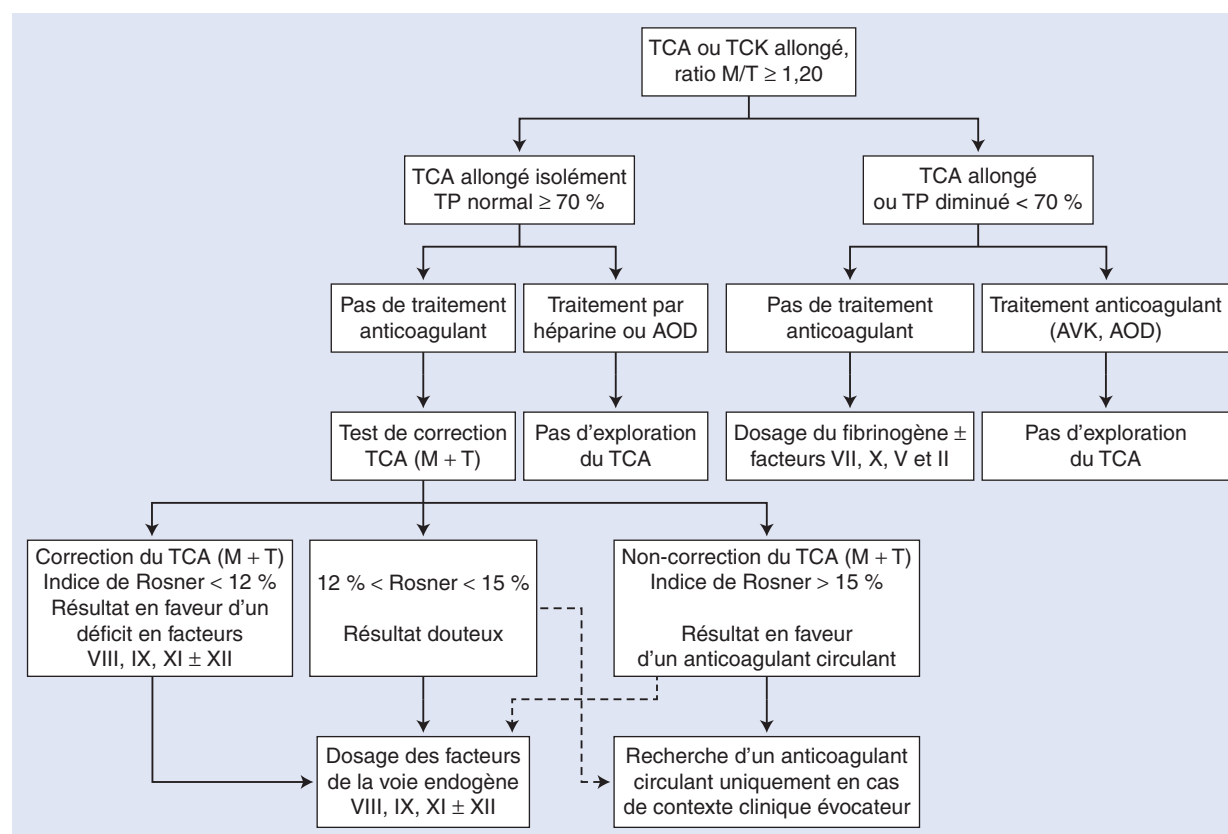 TCA ou TCK allongé,
ratio M/T ≥ 1,20
TCA allongé isolément
TP normal ≥ 70 %
TCA allongé
ou TP diminué < 70 %
Pas de traitement
anticoagulant
Traitement par
héparine ou AOD
Pas de traitement
anticoagulant
Traitement anticoagulant
(AVK, AOD)
Test de correction
TCA (M + T)
Pas d'exploration
du TCA
Dosage du fibrinogène ±
facteurs VII, X, V et II
Pas d'exploration
du TCA
Correction du TCA (M + T)
Indice de Rosner < 12 %
Résultat en faveur d’un
déficit en facteurs
VIII, IX, XI ± XII
12 % < Rosner < 15 %
Résultat douteux
Non-correction du TCA (M + T)
Indice de Rosner > 15 %
Résultat en faveur
d’un anticoagulant circulant
Dosage des facteurs
de la voie endogène
VIII, IX, XI ± XII
Recherche d’un anticoagulant
circulant uniquement en cas
de contexte clinique évocateur